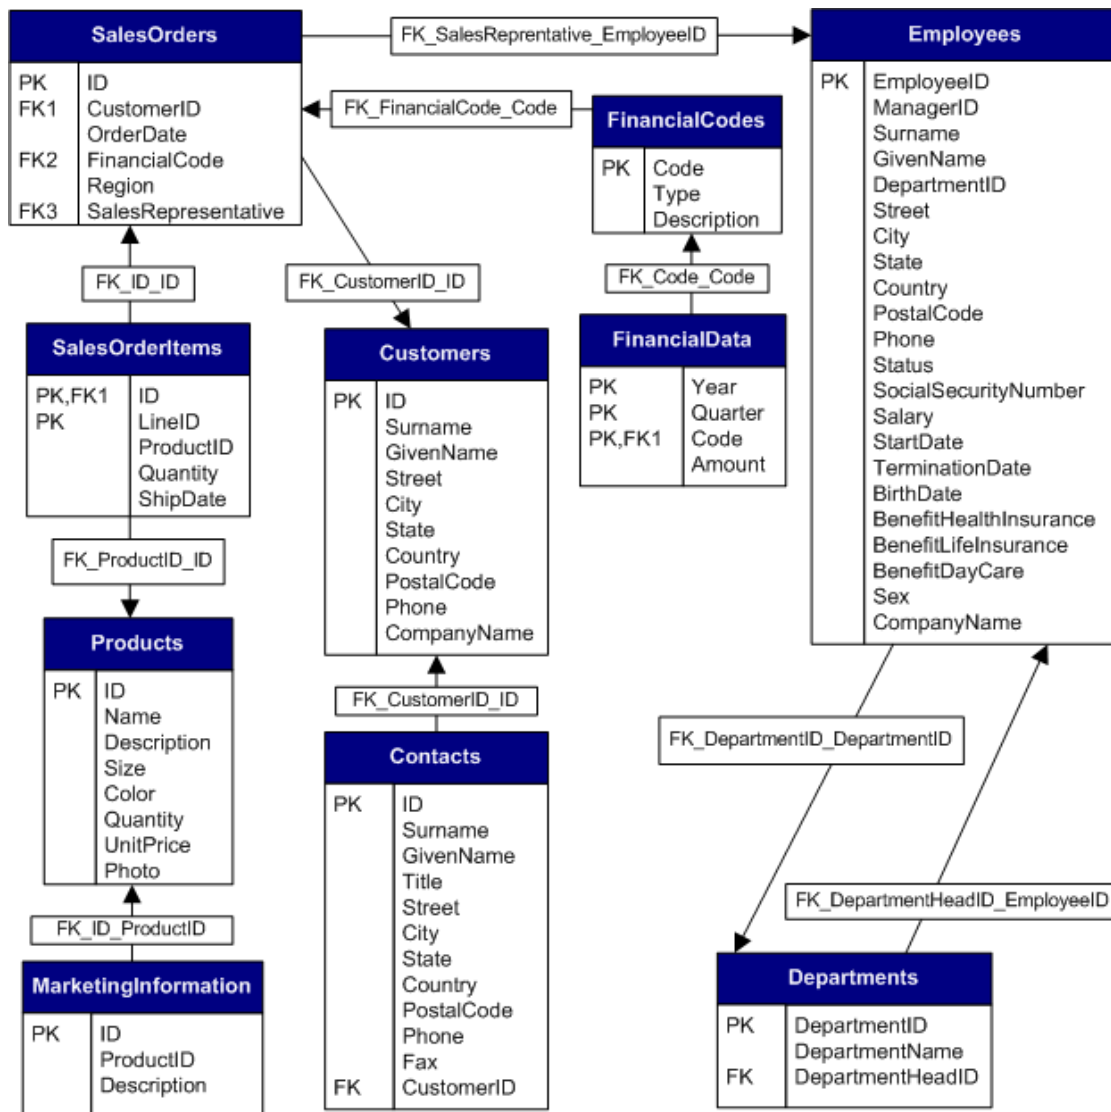 SalesOrders
PK ID
FK1 CustomerID
OrderDate
FK2 FinancialCode
Region
FK3 SalesRepresentative
FK_SalesReprentative_EmployeeID
Employees
PK EmployeeID
ManagerID
Surname
GivenName
DepartmentID
Street
City
State
Country
PostalCode
Phone
Status
SocialSecurityNumber
Salary
StartDate
TerminationDate
BirthDate
BenefitHealthInsurance
BenefitLifeInsurance
BenefitDayCare
Sex
CompanyName
FK_FinancialCode_Code
FinancialCodes
PK Code
Type
Description
FK_Code_Code
FinancialData
PK Year
PK Quarter
PK,FK1 Code
Amount
FK_ID_ID
SalesOrderItems
PK,FK1 ID
PK LineID
ProductID
Quantity
ShipDate
FK_CustomerID_ID
Customers
PK ID
Surname
GivenName
Street
City
State
Country
PostalCode
Phone
CompanyName
FK_ProductID_ID
Products
PK ID
Name
Description
Size
Color
Quantity
UnitPrice
Photo
FK_CustomerID_ID
Contacts
PK ID
Surname
GivenName
Title
Street
City
State
Country
PostalCode
Phone
Fax
FK CustomerID
FK_ID_ProductID
MarketingInformation
PK ID
ProductID
Description
FK_DepartmentID_DepartmentID
FK_DepartmentHeadID_EmployeeID
Departments
PK DepartmentID
DepartmentName
FK DepartmentHeadID